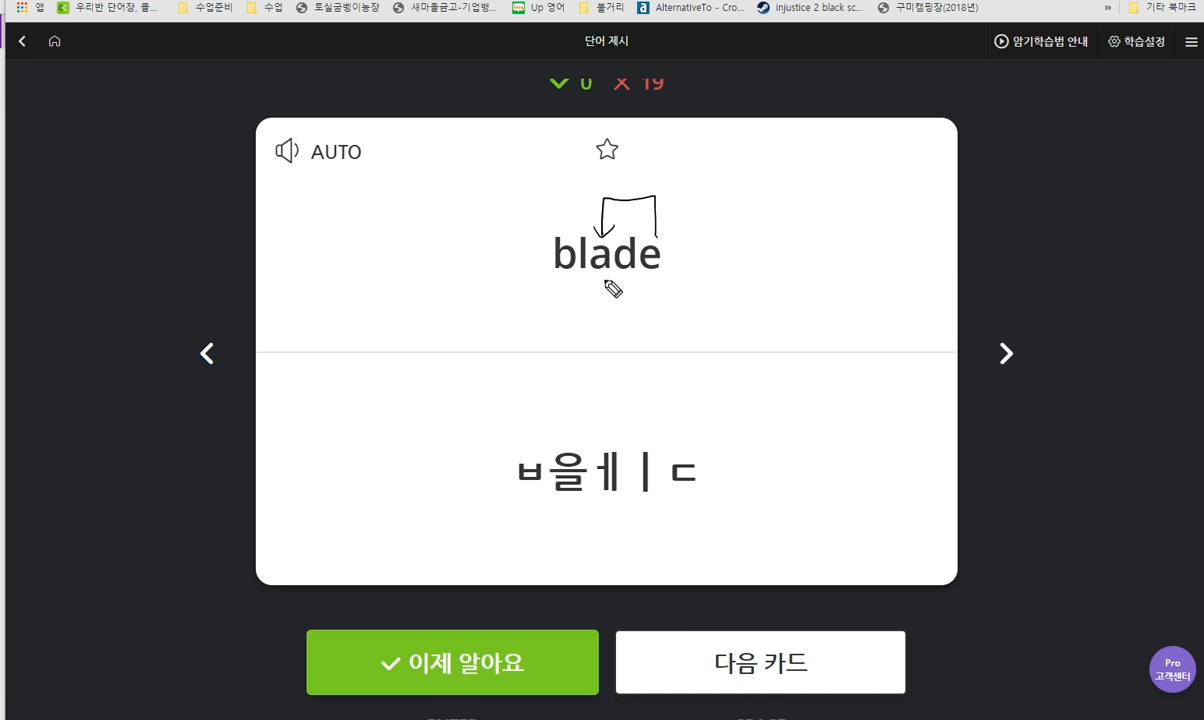 앱 우리반 단어장, 클... 수업준비 수업 토실굼벵이농장 새마을금고-기업뱅... Up 영어 볼거리 AlternativeTo - Cro... injustice 2 black sc... 구미캠핑장(2018년) » 기타 북마크
단어 제시 암기학습법 안내 학습설정
0 19
AUTO
blade
ㅂ을ㅔㅣㄷ
이제 알아요 다음 카드
Pro
고객센터